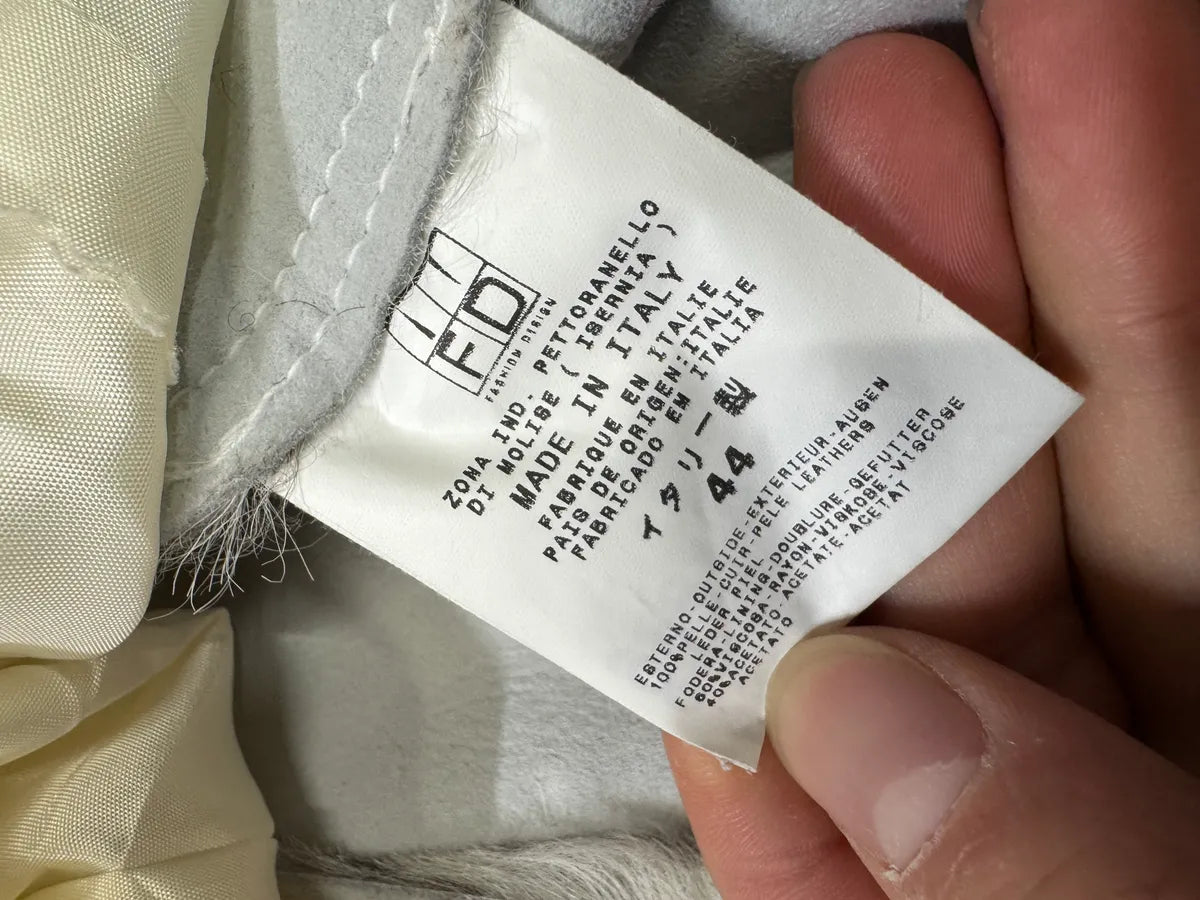 FD
FASHION DESIGN
ZONA IND. PETTORANELLO
DI MOLISE ( ISERNIA )
MADE IN ITALY
FABRIQUE EN ITALIE
PAIS DE ORIGEN:ITALIE
FABRICADO EM ITALIA
イタリー製
44
ESTERNO-OUTSIDE-EXTERIEUR-AUSEN
100%PELLE-CUIR-PELE LEATHERS
LEDER PIEL
FODERA-LINING-DOUBLURE-GEFUTTER
60%VISCOSA-RAYON-VISKOSE-VISCOSE
40%ACETATO-ACETATE-ACETAT
ACETATO